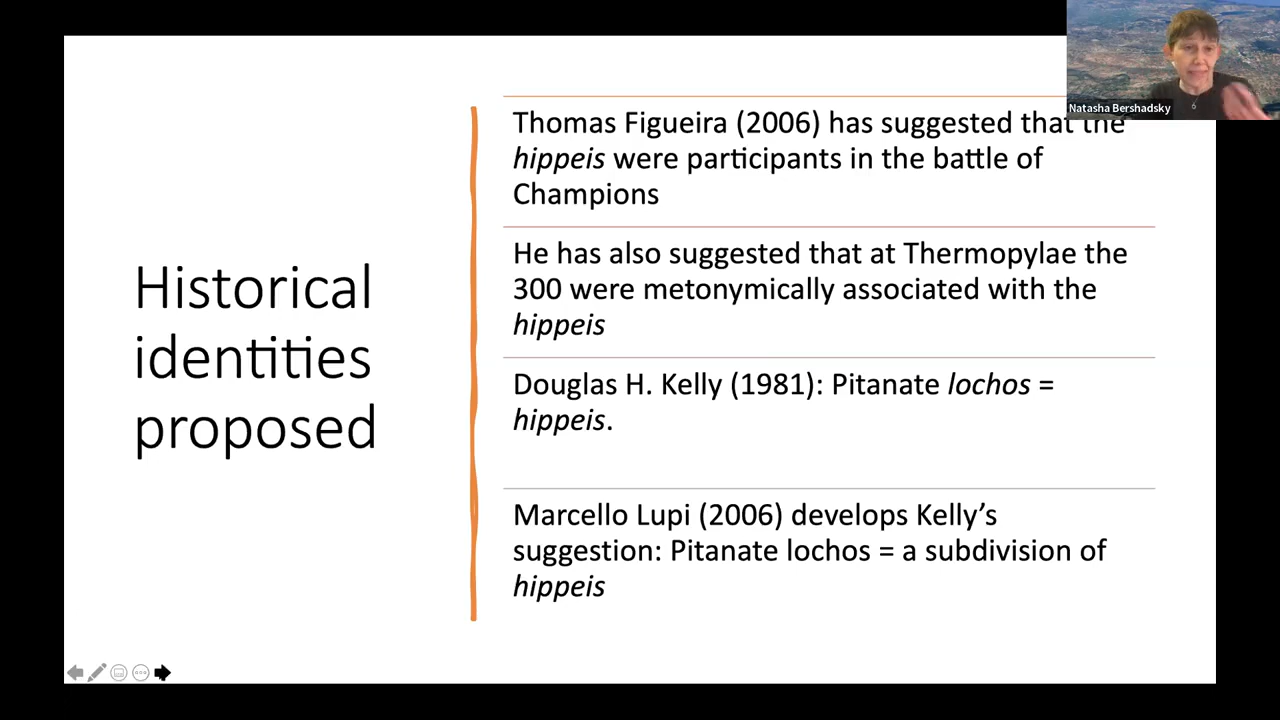 Natasha Bershadsky
Historical
identities
proposed
Thomas Figueira (2006) has suggested that the
hippeis were participants in the battle of
Champions
He has also suggested that at Thermopylae the
300 were metonymically associated with the
hippeis
Douglas H. Kelly (1981): Pitanate lochos =
hippeis.
Marcello Lupi (2006) develops Kelly’s
suggestion: Pitanate lochos = a subdivision of
hippeis